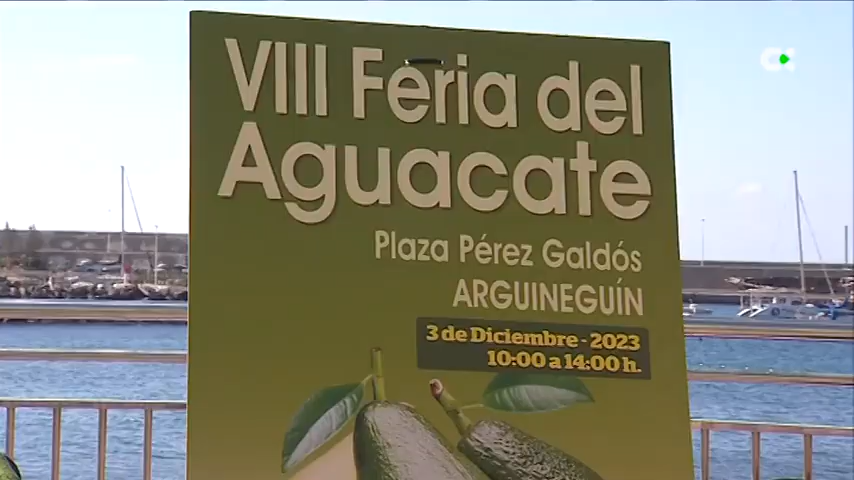 VIII Feria del
Aguacate
Plaza Pérez Galdós
ARGUINEGUÍN
3 de Diciembre - 2023
10:00 a 14:00 h.